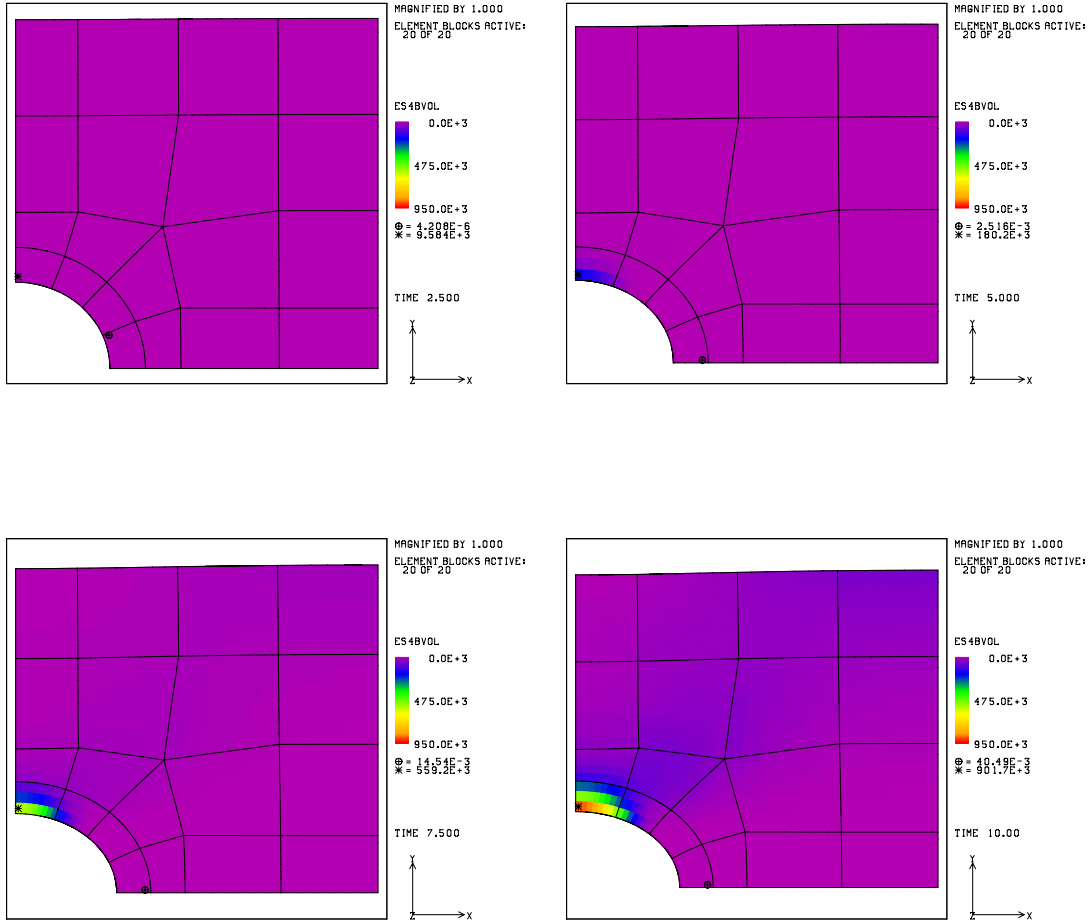 MAGNIFIED BY 1.000
ELEMENT BLOCKS ACTIVE:
20 OF 20
ES4BVOL
0.0E+3
475.0E+3
950.0E+3
⊕ = 4.208E-6
✱ = 9.584E+3
TIME 2.500
Y
Z X
MAGNIFIED BY 1.000
ELEMENT BLOCKS ACTIVE:
20 OF 20
ES4BVOL
0.0E+3
475.0E+3
950.0E+3
⊕ = 2.516E-3
✱ = 180.2E+3
TIME 5.000
Y
Z X
MAGNIFIED BY 1.000
ELEMENT BLOCKS ACTIVE:
20 OF 20
ES4BVOL
0.0E+3
475.0E+3
950.0E+3
⊕ = 14.54E-3
✱ = 559.2E+3
TIME 7.500
Y
Z X
MAGNIFIED BY 1.000
ELEMENT BLOCKS ACTIVE:
20 OF 20
ES4BVOL
0.0E+3
475.0E+3
950.0E+3
⊕ = 40.49E-3
✱ = 901.7E+3
TIME 10.00
Y
Z X